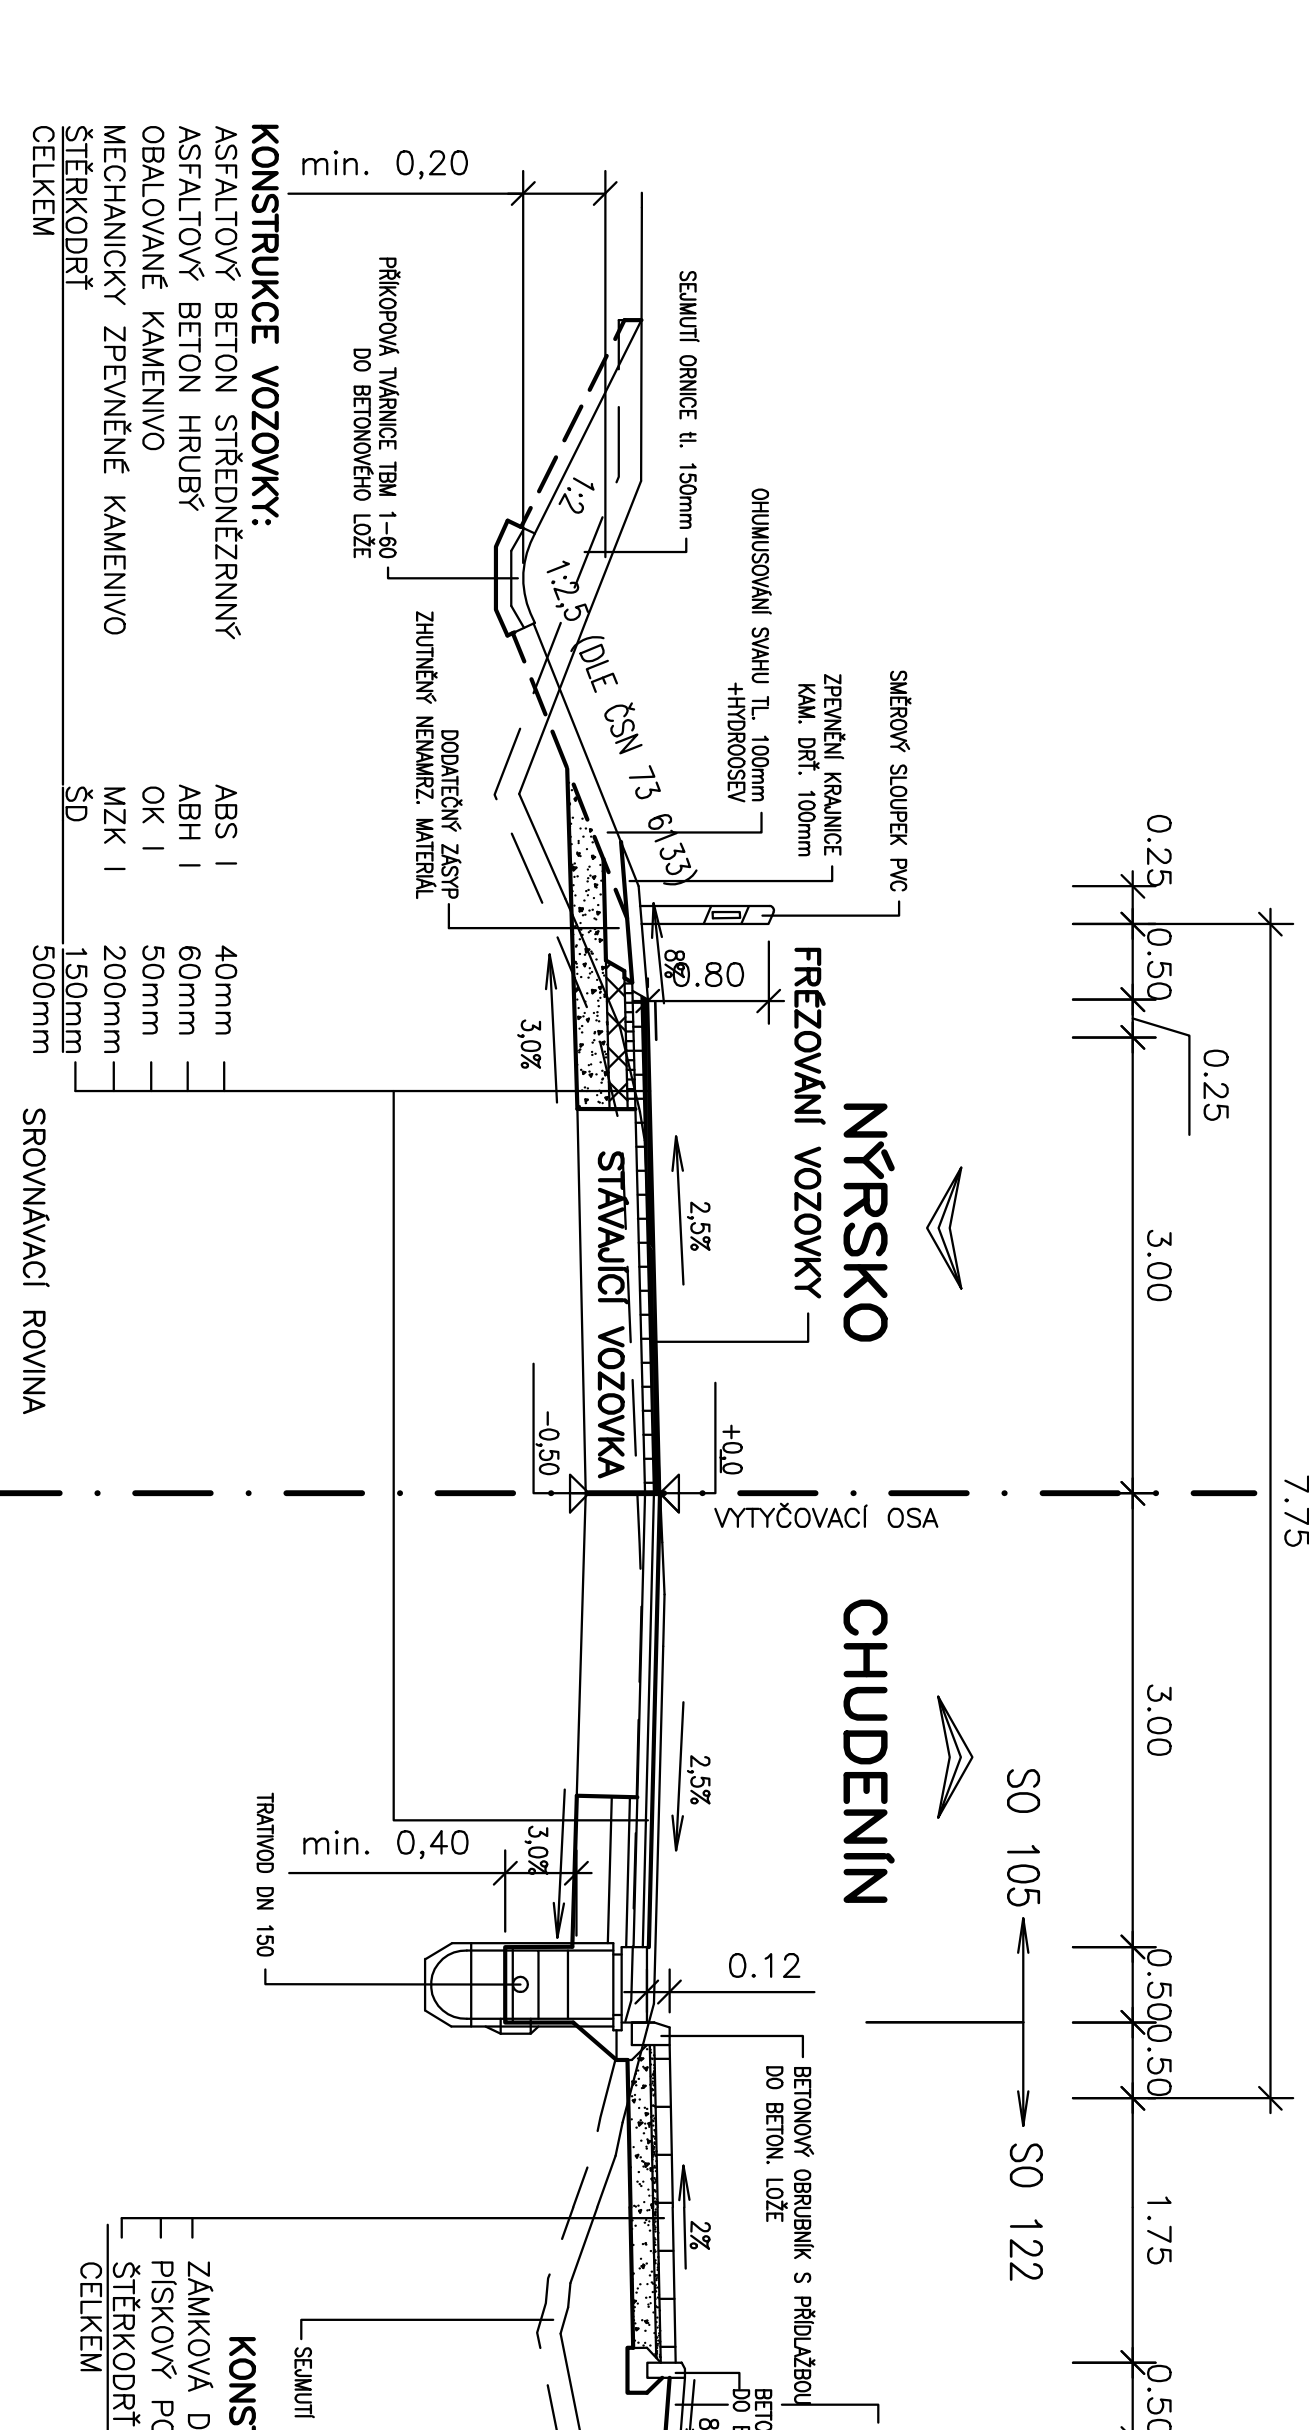 7.75
0.25
0.50
0.25
3.00
3.00
0.50
0.50
1.75
0.50
SO 105
SO 122
NÝRSKO
CHUDENÍN
SMĚROVÝ SLOUPEK PVC
ZPEVNĚNÍ KRAJNICE
KAM. DRŤ. 100mm
OHUMUSOVÁNÍ SVAHU TL. 100mm
+HYDROOSEV
SEJMUTÍ ORNICE tl. 150mm
FRÉZOVÁNÍ VOZOVKY
0.80
8%
2,5%
+0,0
VYTYČOVACÍ OSA
2,5%
0.12
BETONOVÝ OBRUBNÍK S PŘÍDLAŽBOU
DO BETON. LOŽE
2%
1:2
1:2,5 (DLE ČSN 73 6133)
STÁVAJÍCÍ VOZOVKA
3,0%
-0,50
3,0%
min. 0,20
PŘÍKOPOVÁ TVÁRNICE TBM 1-60
DO BETONOVÉHO LOŽE
DODATEČNÝ ZÁSYP
ZHUTNĚNÝ NENAMRZ. MATERIÁL
min. 0,40
TRATIVOD DN 150
SEJMUTÍ
KONSTRUKCE VOZOVKY:
ASFALTOVÝ BETON STŘEDNĚZRNNÝ ABS I 40mm
ASFALTOVÝ BETON HRUBÝ ABH I 60mm
OBALOVANÉ KAMENIVO OK I 50mm
MECHANICKY ZPEVNĚNÉ KAMENIVO MZK I 200mm
ŠTĚRKODRŤ ŠD 150mm
CELKEM 500mm
SROVNÁVACÍ ROVINA
ZÁMKOVÁ D
PÍSKOVÝ
ŠTĚRKODRŤ
CELKEM